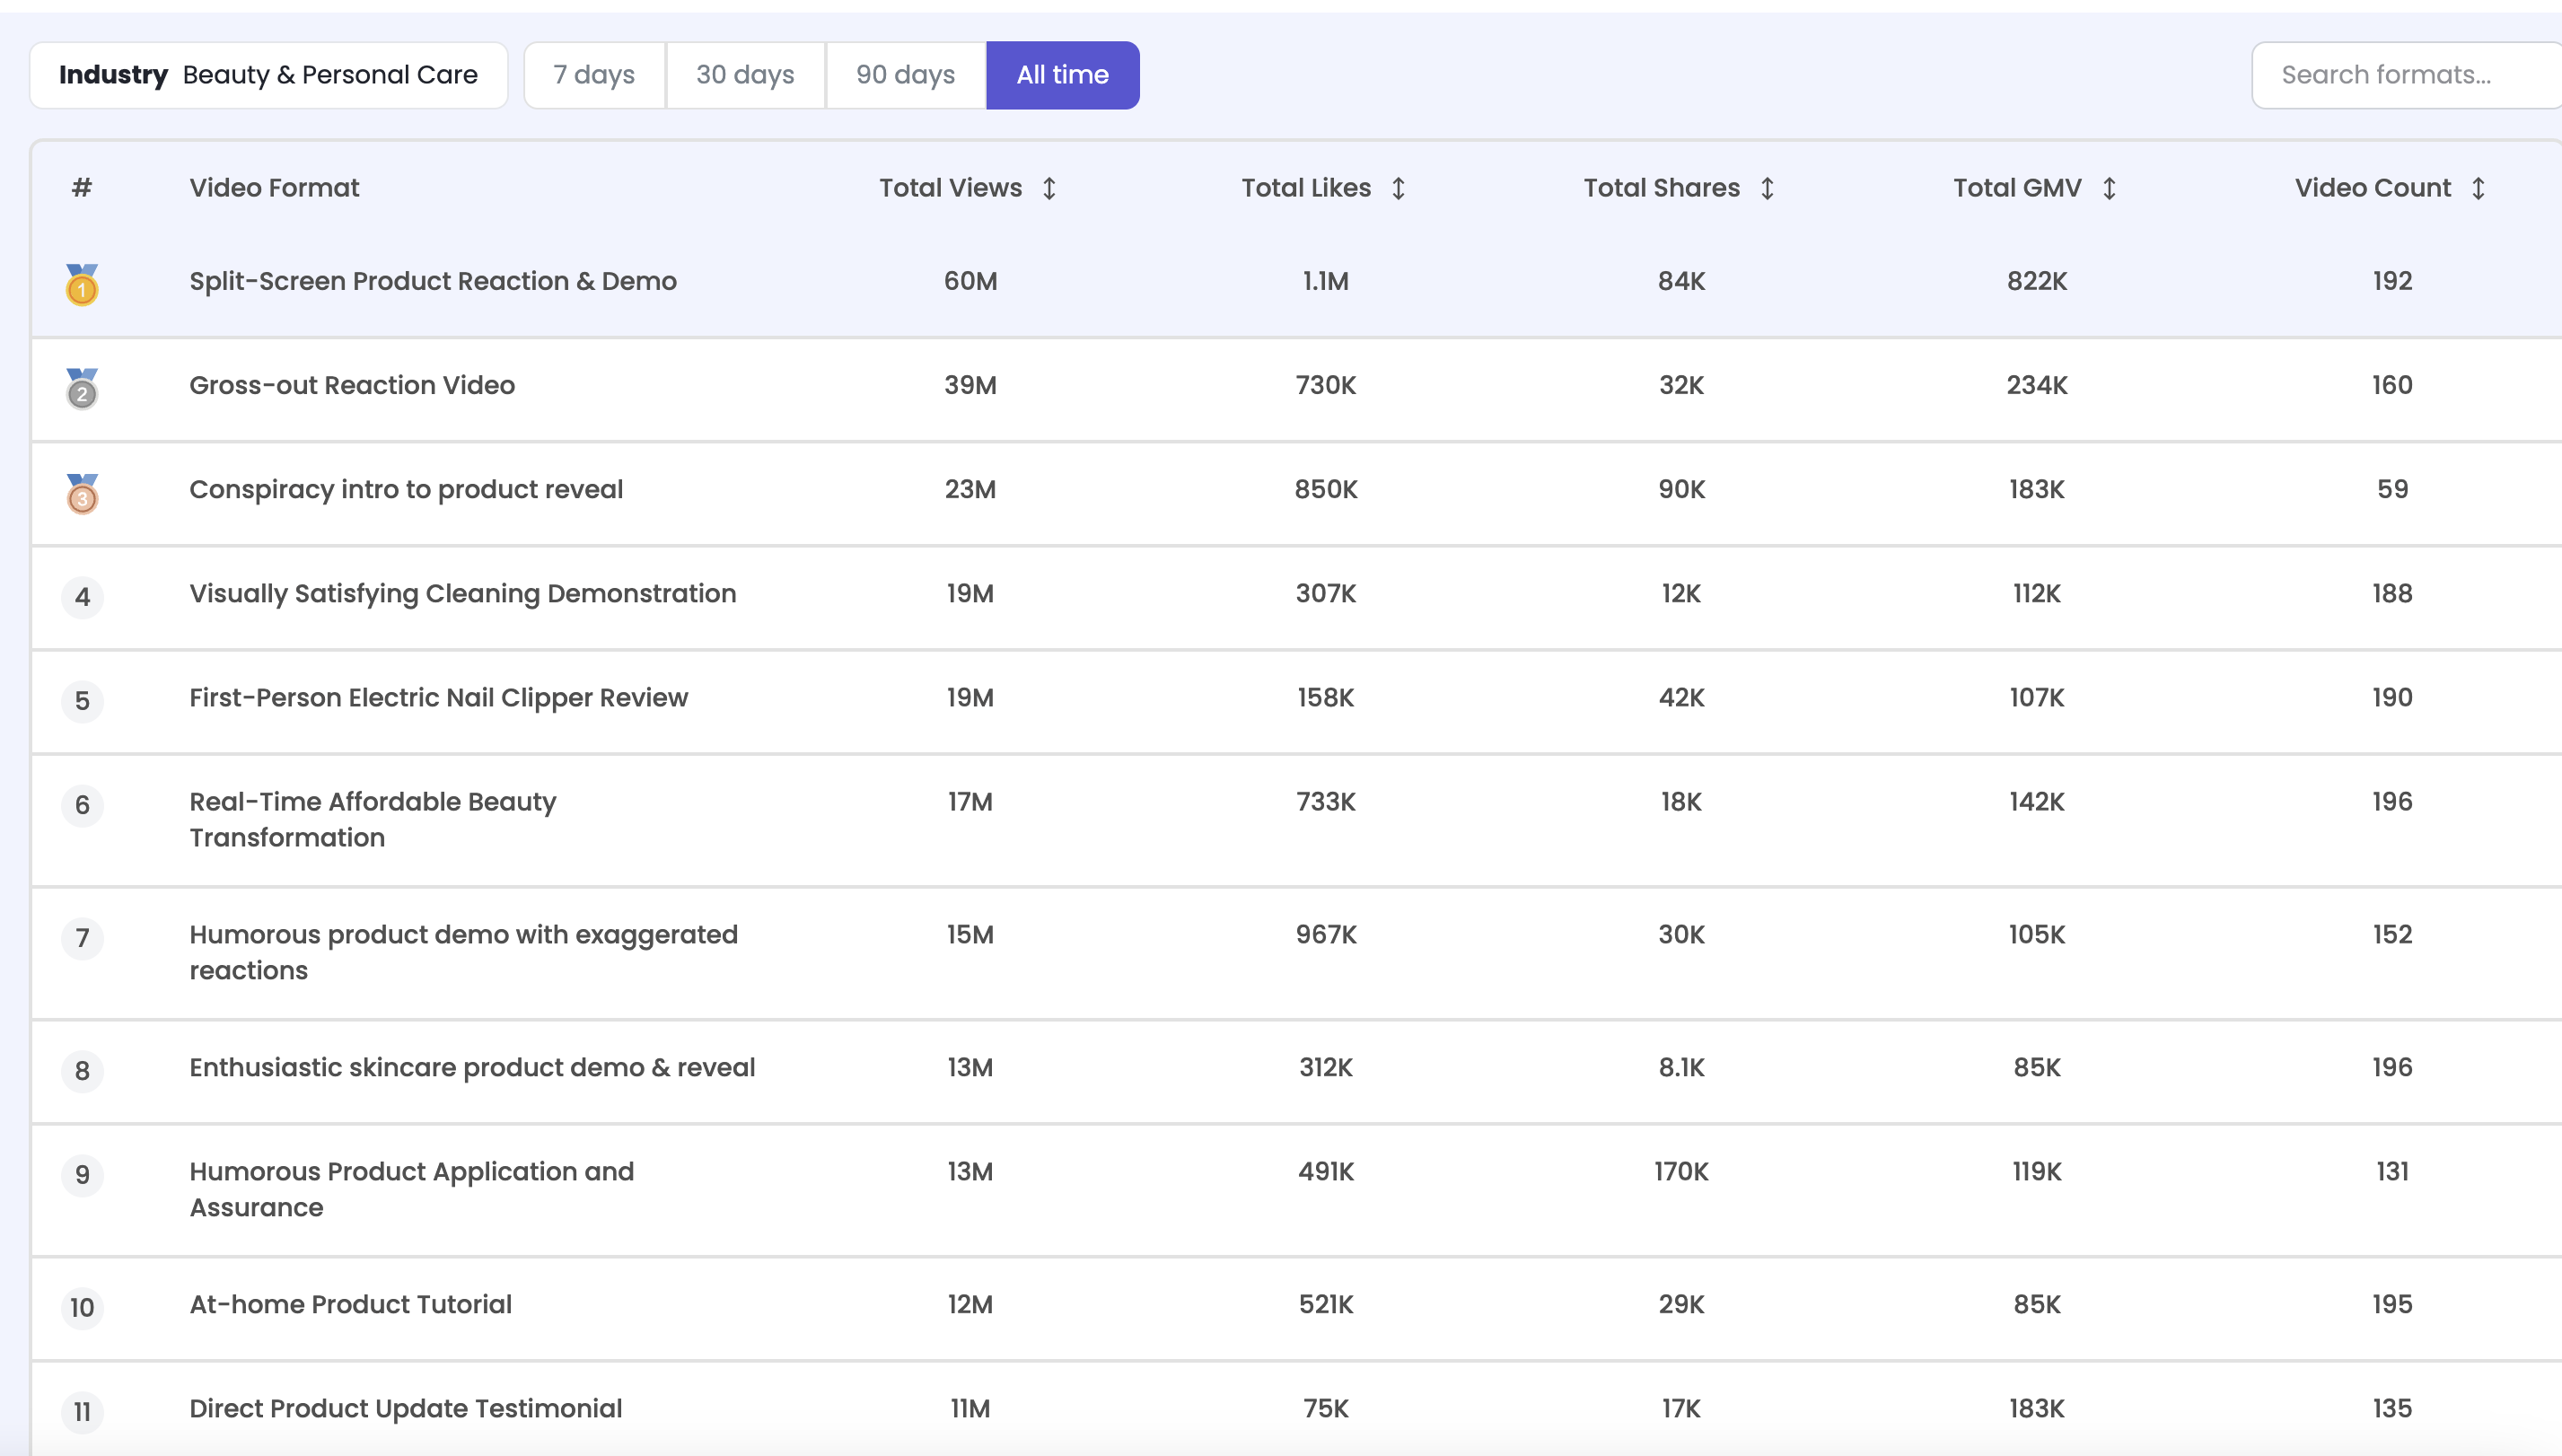 Industry Beauty & Personal Care 7 days 30 days 90 days All time Search formats...
# Video Format Total Views ↕ Total Likes ↕ Total Shares ↕ Total GMV ↕ Video Count ↕
1 Split-Screen Product Reaction & Demo 60M 1.1M 84K 822K 192
2 Gross-out Reaction Video 39M 730K 32K 234K 160
3 Conspiracy intro to product reveal 23M 850K 90K 183K 59
4 Visually Satisfying Cleaning Demonstration 19M 307K 12K 112K 188
5 First-Person Electric Nail Clipper Review 19M 158K 42K 107K 190
6 Real-Time Affordable Beauty 17M 733K 18K 142K 196
Transformation
7 Humorous product demo with exaggerated 15M 967K 30K 105K 152
reactions
8 Enthusiastic skincare product demo & reveal 13M 312K 8.1K 85K 196
9 Humorous Product Application and 13M 491K 170K 119K 131
Assurance
10 At-home Product Tutorial 12M 521K 29K 85K 195
11 Direct Product Update Testimonial 11M 75K 17K 183K 135